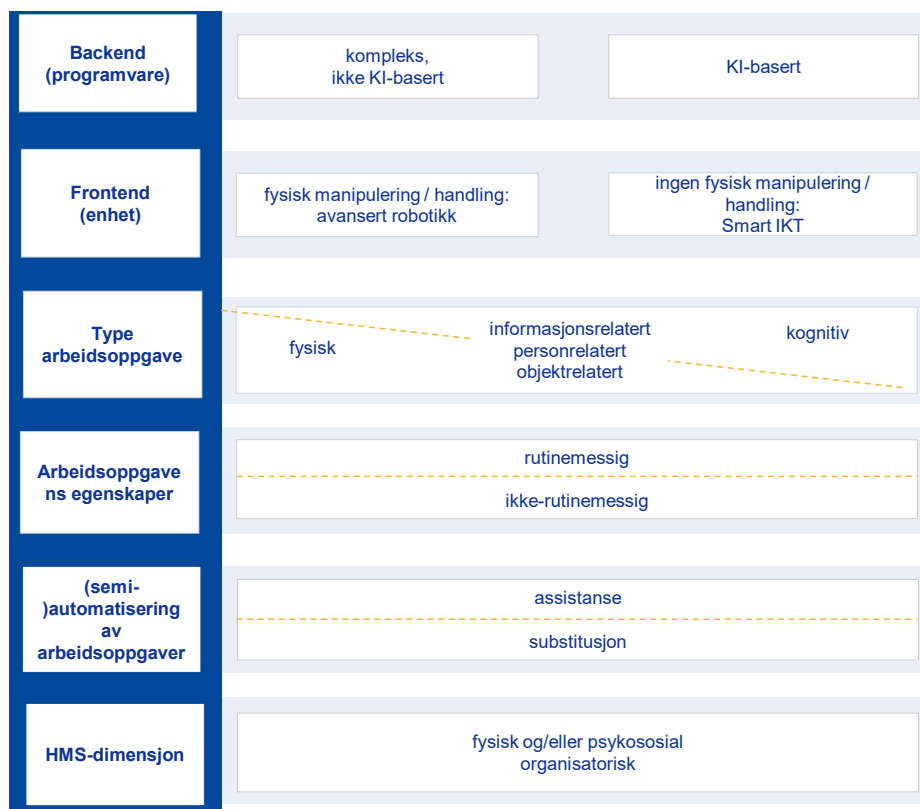 Backend
(programvare)
kompleks,
ikke KI-basert
KI-basert
Frontend
(enhet)
fysisk manipulering / handling:
avansert robotikk
ingen fysisk manipulering /
handling:
Smart IKT
Type
arbeidsoppgave
fysisk
informasjonsrelatert
personrelatert
objektrelatert
kognitiv
Arbeidsoppgave
ns egenskaper
rutinemessig
ikke-rutinemessig
(semi-
)automatisering
av
arbeidsoppgaver
assistanse
substitusjon
HMS-dimensjon
fysisk og/eller psykososial
organisatorisk